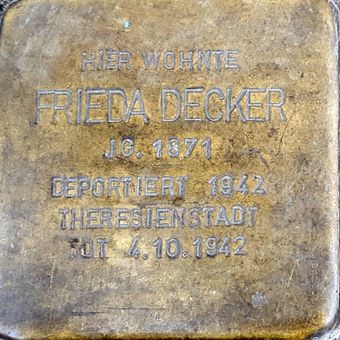 HIER WOHNTE
FRIEDA DECKER
JG. 1871
DEPORTIERT 1942
THERESIENSTADT
TOT 4.10.1942